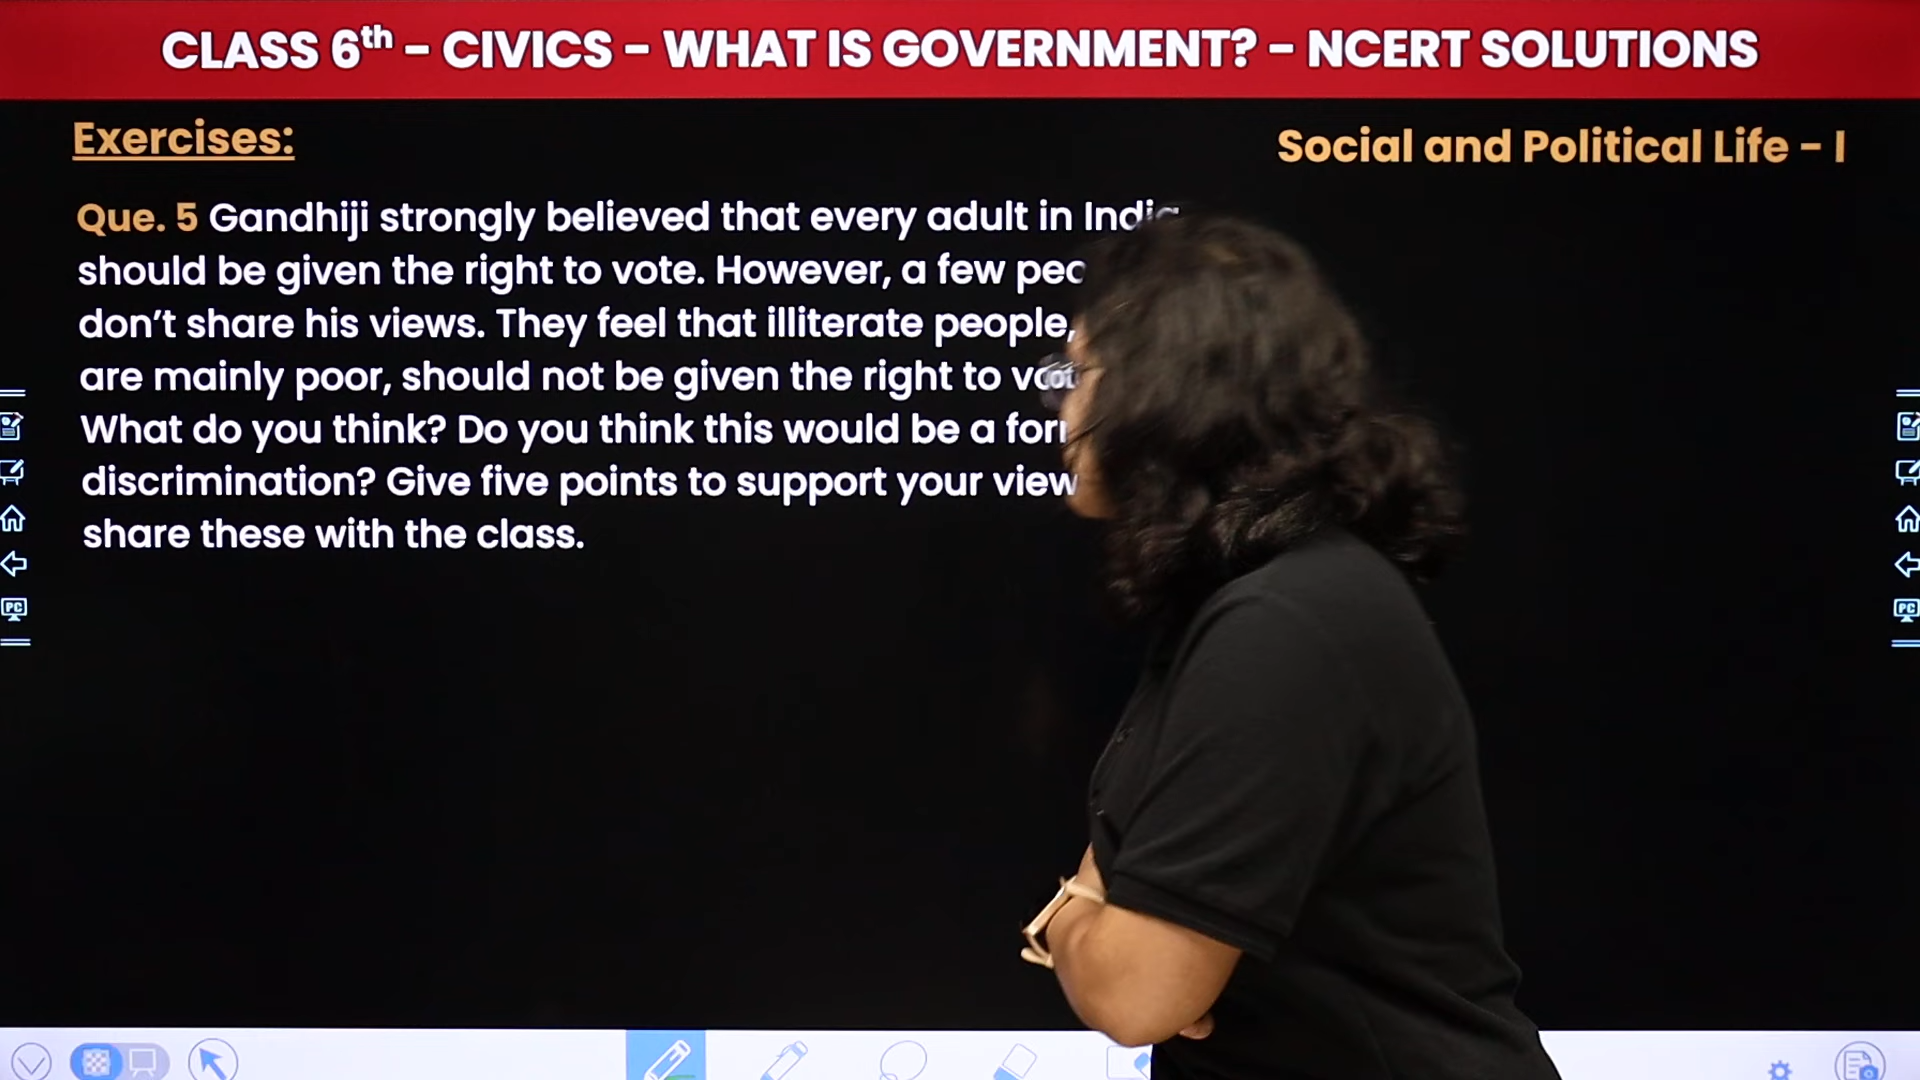 CLASS 6th - CIVICS - WHAT IS GOVERNMENT? - NCERT SOLUTIONS
Exercises:
Social and Political Life - I
Que. 5 Gandhiji strongly believed that every adult in
should be given the right to vote. However, a few
don't share his views. They feel that illiterate people,
are mainly poor, should not be given the right to
What do you think? Do you think this would be a
discrimination? Give five points to support your view
share these with the class.
PC
PC